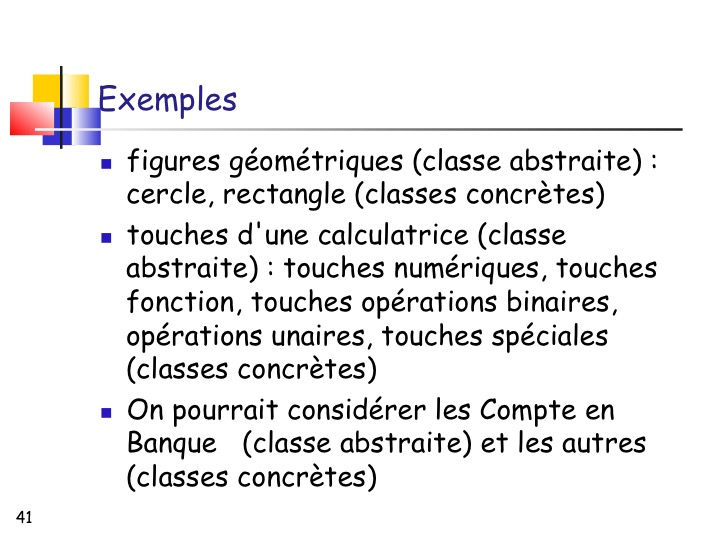 Exemples
figures géométriques (classe abstraite) :
cercle, rectangle (classes concrètes)
touches d'une calculatrice (classe
abstraite) : touches numériques, touches
fonction, touches opérations binaires,
opérations unaires, touches spéciales
(classes concrètes)
On pourrait considérer les Compte en
Banque   (classe abstraite) et les autres
(classes concrètes)
41